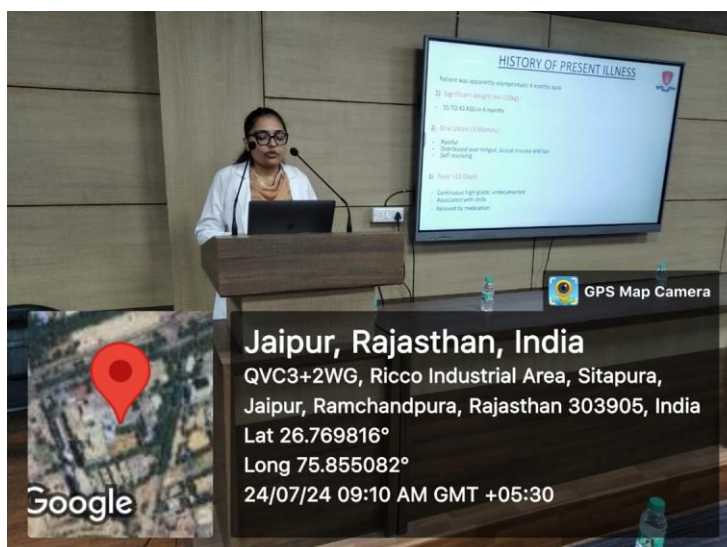 HISTORY OF PRESENT ILLNESS
Patient was apparently asymptomatic 4 months back
1) Significant weight loss (10kg) :
- 55 TO 45 KGS in 4 months
2) Oral Ulcers (3 Months)
- Painful
- Distributed over tongue, buccal mucosa and lips
- Self resolving
3) Fever (15 Days)
- Continuous high grade, undocumented
- Associated with chills
- Relieved by medication
GPS Map Camera
Jaipur, Rajasthan, India
QVC3+2WG, Ricco Industrial Area, Sitapura,
Jaipur, Ramchandpura, Rajasthan 303905, India
Lat 26.769816°
Long 75.855082°
24/07/24 09:10 AM GMT +05:30
Google